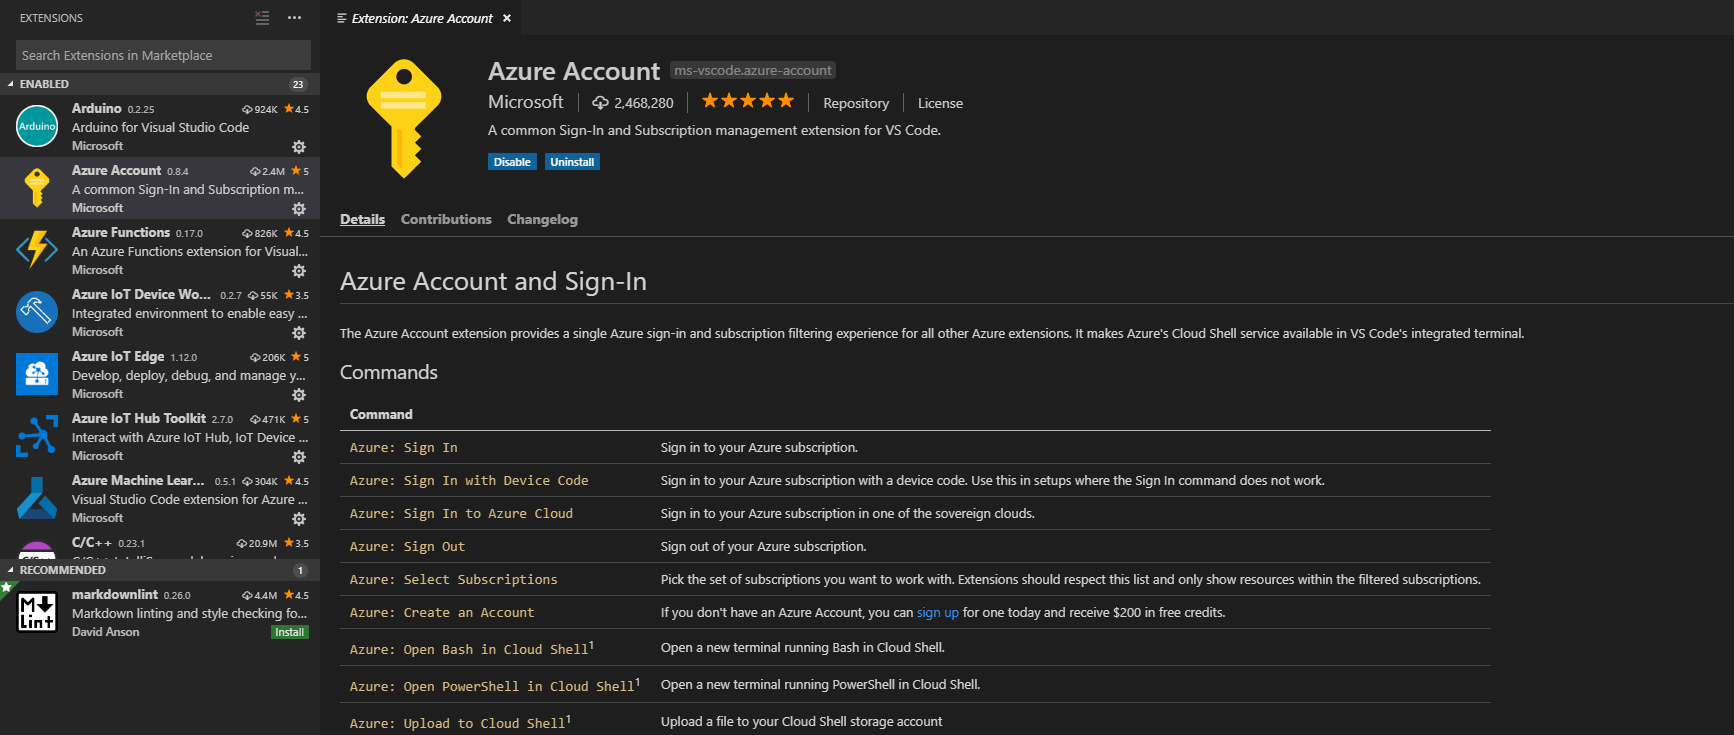 EXTENSIONS
Search Extensions in Marketplace
ENABLED 23
Arduino 0.2.25 924K 4.5
Arduino
Arduino for Visual Studio Code
Microsoft
Azure Account 0.8.4 2.4M 5
A common Sign-In and Subscription m...
Microsoft
Azure Functions 0.17.0 826K 4.5
An Azure Functions extension for Visual...
Microsoft
Azure IoT Device Wo... 0.2.7 55K 3.5
Integrated environment to enable easy ...
Microsoft
Azure IoT Edge 1.12.0 206K 5
Develop, deploy, debug, and manage y...
Microsoft
Azure IoT Hub Toolkit 2.7.0 471K 5
Interact with Azure IoT Hub, IoT Device ...
Microsoft
Azure Machine Lear... 0.5.1 304K 4.5
Visual Studio Code extension for Azure ...
Microsoft
C/C++ 0.23.1 20.9M 3.5
RECOMMENDED 1
markdownlint 0.26.0 4.4M 4.5
M
Lint
Markdown linting and style checking fo...
David Anson Install
Extension: Azure Account
Azure Account ms-vscode.azure-account
Microsoft 2,468,280 Repository License
A common Sign-In and Subscription management extension for VS Code.
Disable Uninstall
Details Contributions Changelog
Azure Account and Sign-In
The Azure Account extension provides a single Azure sign-in and subscription filtering experience for all other Azure extensions. It makes Azure's Cloud Shell service available in VS Code's integrated terminal.
Commands
Command
Azure: Sign In Sign in to your Azure subscription.
Azure: Sign In with Device Code Sign in to your Azure subscription with a device code. Use this in setups where the Sign In command does not work.
Azure: Sign In to Azure Cloud Sign in to your Azure subscription in one of the sovereign clouds.
Azure: Sign Out Sign out of your Azure subscription.
Azure: Select Subscriptions Pick the set of subscriptions you want to work with. Extensions should respect this list and only show resources within the filtered subscriptions.
Azure: Create an Account If you don't have an Azure Account, you can sign up for one today and receive $200 in free credits.
Azure: Open Bash in Cloud Shell¹ Open a new terminal running Bash in Cloud Shell.
Azure: Open PowerShell in Cloud Shell¹ Open a new terminal running PowerShell in Cloud Shell.
Azure: Upload to Cloud Shell¹ Upload a file to your Cloud Shell storage account